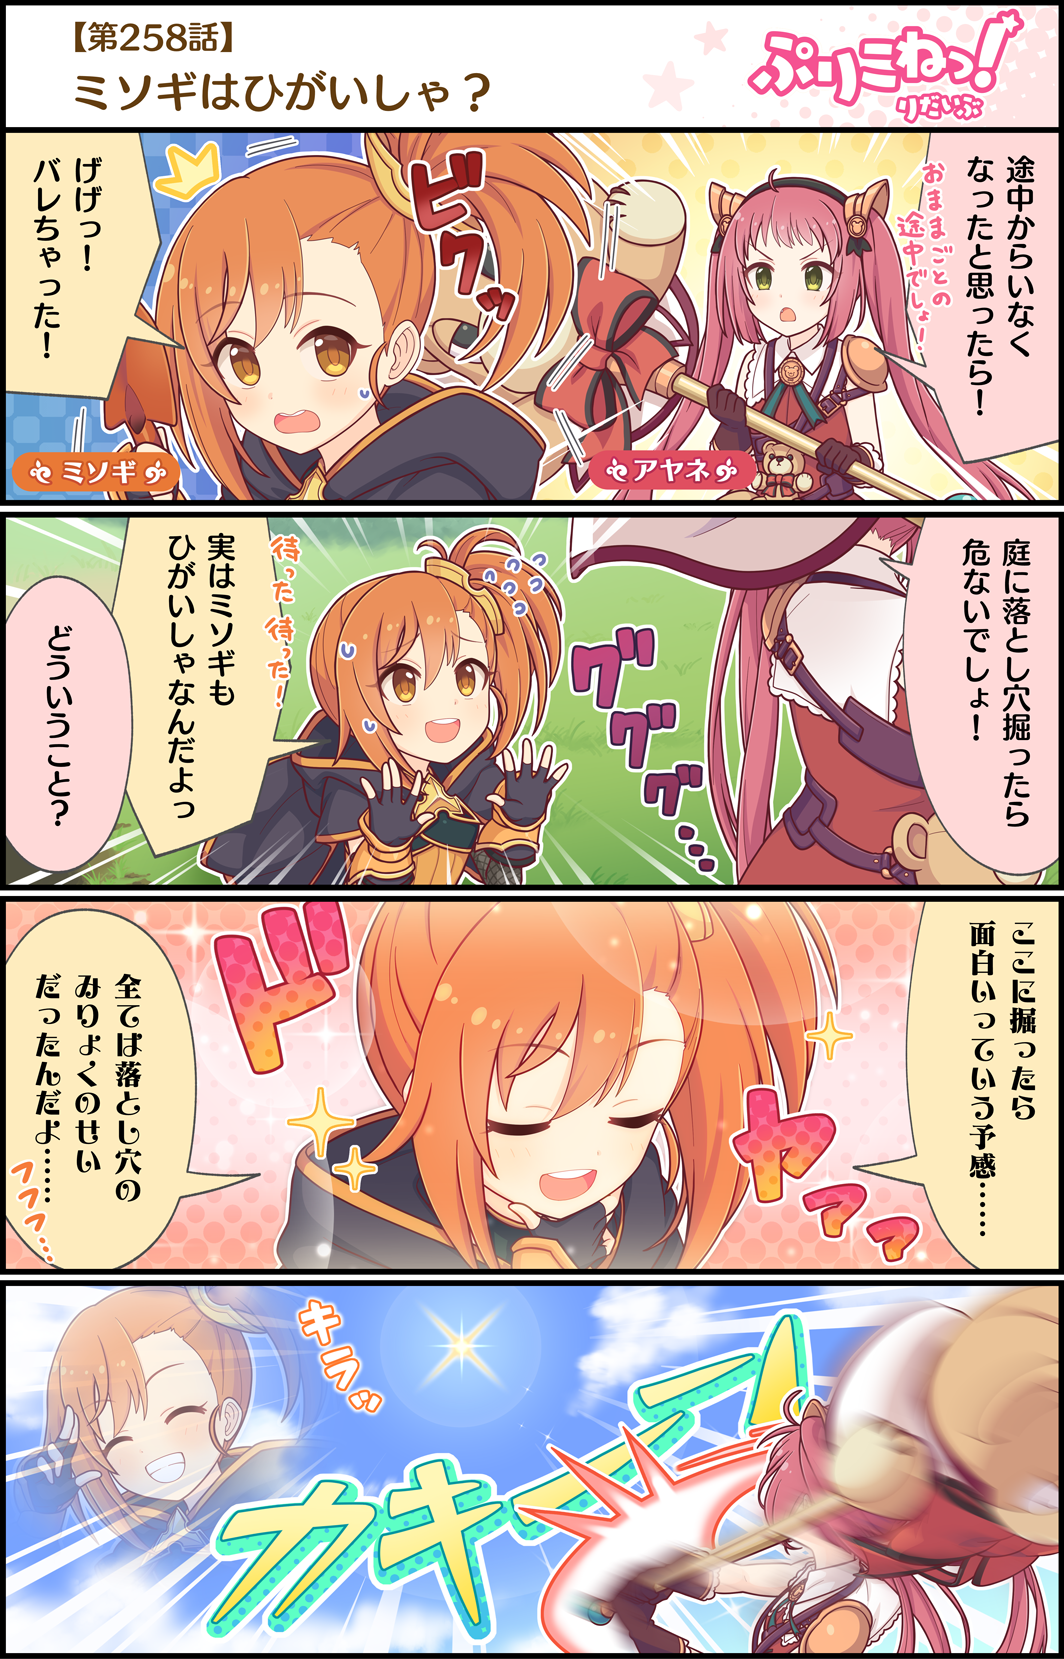 【第258話】
ミソギはひがいしゃ？
ぷりこねっ！
りだいぶ
途中からいなく
なったと思ったら！
おままごとの
途中でしょ！
ビクッ
げげっ！
バレちゃった！
ミソギ
アヤネ
庭に落とし穴掘ったら
危ないでしょ！
ググググ…
待った 待った！
実はミソギも
ひがいしゃなんだよっ
どういうこと？
ここに掘ったら
面白いっていう予感……
ドヤァァ
全ては落とし穴の
みりょくのせい
だったんだよ……
フフフ…
キラッ
カキーン